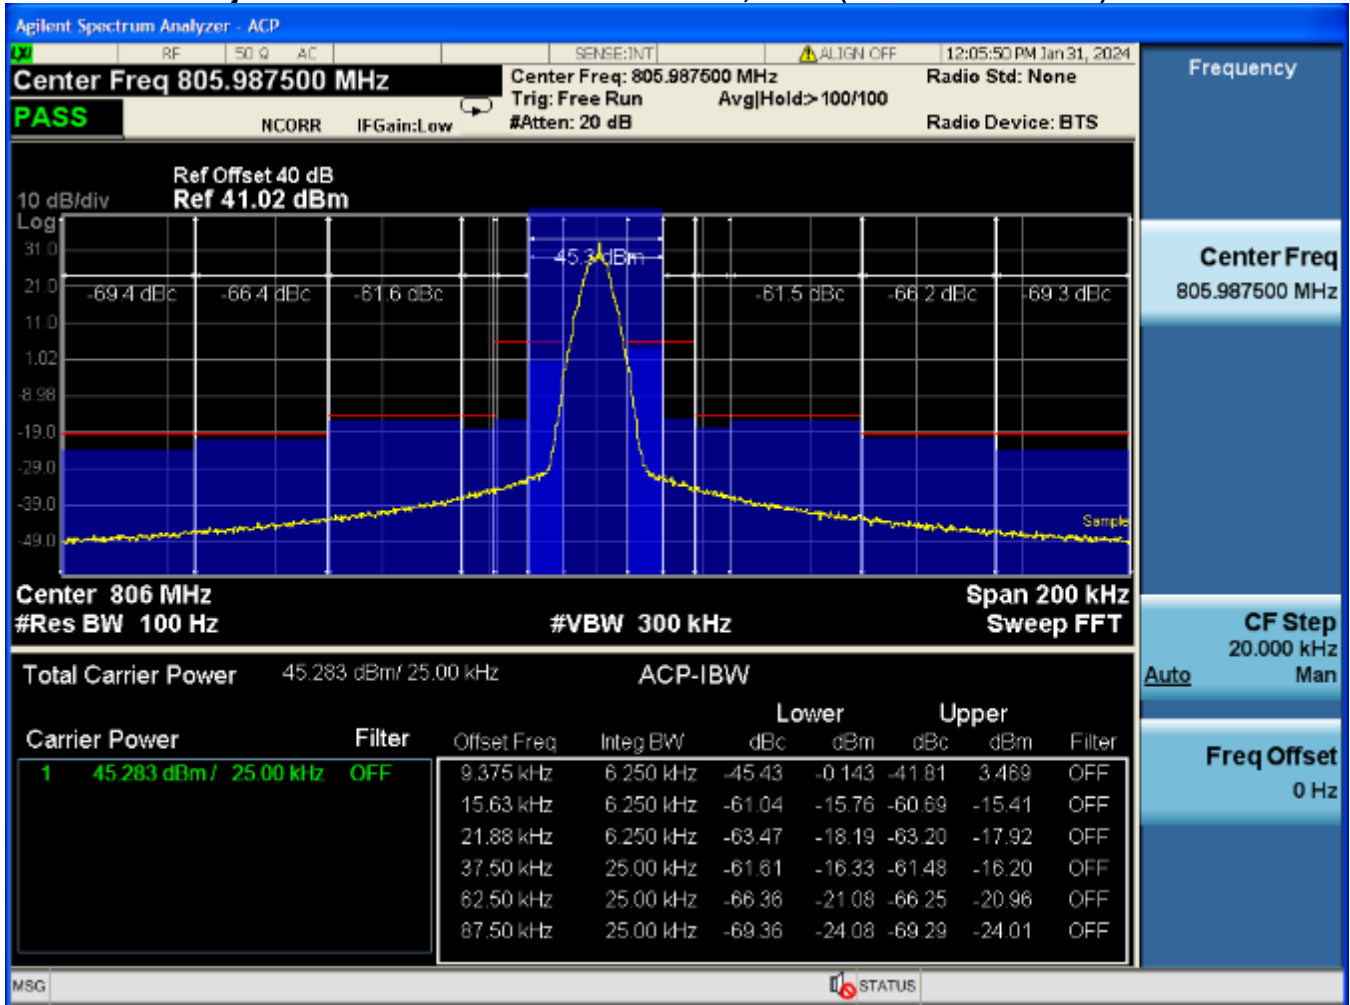 Agilent Spectrum Analyzer - ACP
LXI RF 50 Ω AC SENSE:INT ALIGN OFF 12:05:50 PM Jan 31, 2024
Center Freq 805.987500 MHz
Center Freq: 805.987500 MHz Radio Std: None
Trig: Free Run Avg|Hold:>100/100
PASS NCORR IFGain:Low #Atten: 20 dB Radio Device: BTS
Ref Offset 40 dB
10 dB/div Ref 41.02 dBm
Log
31.0
45.3 dBm
21.0 -69.4 dBc -66.4 dBc -61.6 dBc -61.5 dBc -66.2 dBc -69.3 dBc
11.0
1.02
-8.98
-19.0
-29.0
-39.0
Sample
-49.0
Center 806 MHz Span 200 kHz
#Res BW 100 Hz #VBW 300 kHz Sweep FFT
Total Carrier Power 45.283 dBm/ 25.00 kHz ACP-IBW
Lower Upper
Carrier Power Filter Offset Freq Integ BW dBc dBm dBc dBm Filter
1 45.283 dBm / 25.00 kHz OFF 9.375 kHz 6.250 kHz -45.43 -0.143 -41.81 3.469 OFF
15.63 kHz 6.250 kHz -61.04 -15.76 -60.69 -15.41 OFF
21.88 kHz 6.250 kHz -63.47 -18.19 -63.20 -17.92 OFF
37.50 kHz 25.00 kHz -61.61 -16.33 -61.48 -16.20 OFF
62.50 kHz 25.00 kHz -66.36 -21.08 -66.25 -20.96 OFF
87.50 kHz 25.00 kHz -69.36 -24.08 -69.29 -24.01 OFF
MSG STATUS
Frequency
Center Freq
805.987500 MHz
CF Step
20.000 kHz
Auto Man
Freq Offset
0 Hz